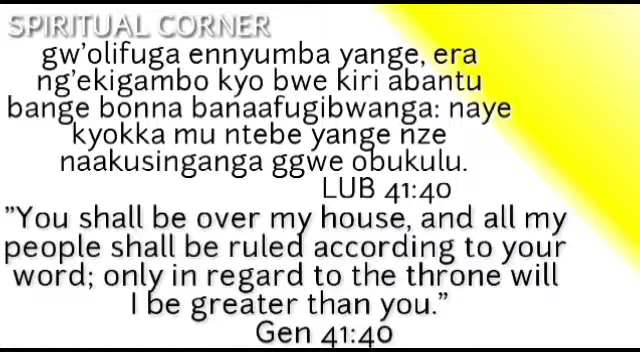 SPIRITUAL CORNER
gw'olifuga ennyumba yange, era
ng'ekigambo kyo bwe kiri abantu
bange bonna banaafugibwanga: naye
kyokka mu ntebe yange nze
naakusinganga ggwe obukulu.
LUB 41:40
"You shall be over my house, and all my
people shall be ruled according to your
word; only in regard to the throne will
I be greater than you."
Gen 41:40